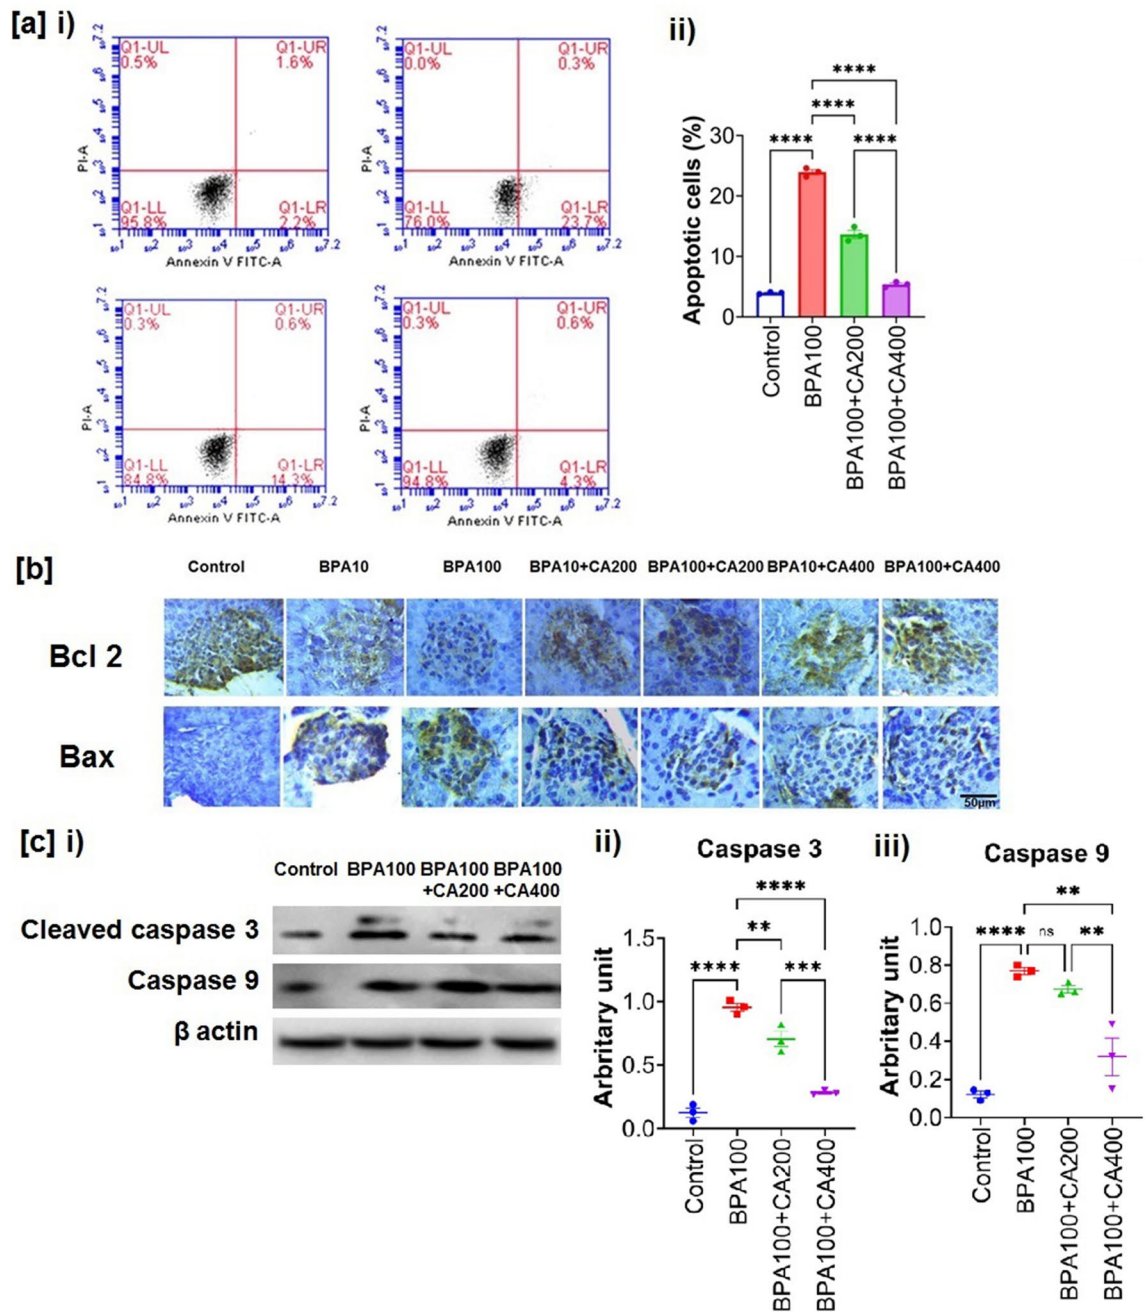 [a] i)
Q1-UL
0.5%
Q1-UR
1.6%
Q1-LL
95.8%
Q1-LR
2.2%
PI-A
Annexin V FITC-A
Q1-UL
0.0%
Q1-UR
0.3%
Q1-LL
76.0%
Q1-LR
23.7%
PI-A
Annexin V FITC-A
Q1-UL
0.3%
Q1-UR
0.6%
Q1-LL
84.8%
Q1-LR
14.3%
PI-A
Annexin V FITC-A
Q1-UL
0.3%
Q1-UR
0.6%
Q1-LL
94.8%
Q1-LR
4.3%
PI-A
Annexin V FITC-A
ii)
****
****
**** ****
Apoptotic cells (%)
30
20
10
0
Control
BPA100
BPA100+CA200
BPA100+CA400
[b]
Control BPA10 BPA100 BPA10+CA200 BPA100+CA200 BPA10+CA400 BPA100+CA400
Bcl 2
Bax
50µm
[c] i)
Control BPA100 BPA100 BPA100
+CA200 +CA400
Cleaved caspase 3
Caspase 9
β actin
ii)
Caspase 3
****
**
**** ***
Arbritary unit
1.5
1.0
0.5
0.0
Control
BPA100
BPA100+CA200
BPA100+CA400
iii)
Caspase 9
**
**** ns **
Arbritary unit
1.0
0.8
0.6
0.4
0.2
0.0
Control
BPA100
BPA100+CA200
BPA100+CA400